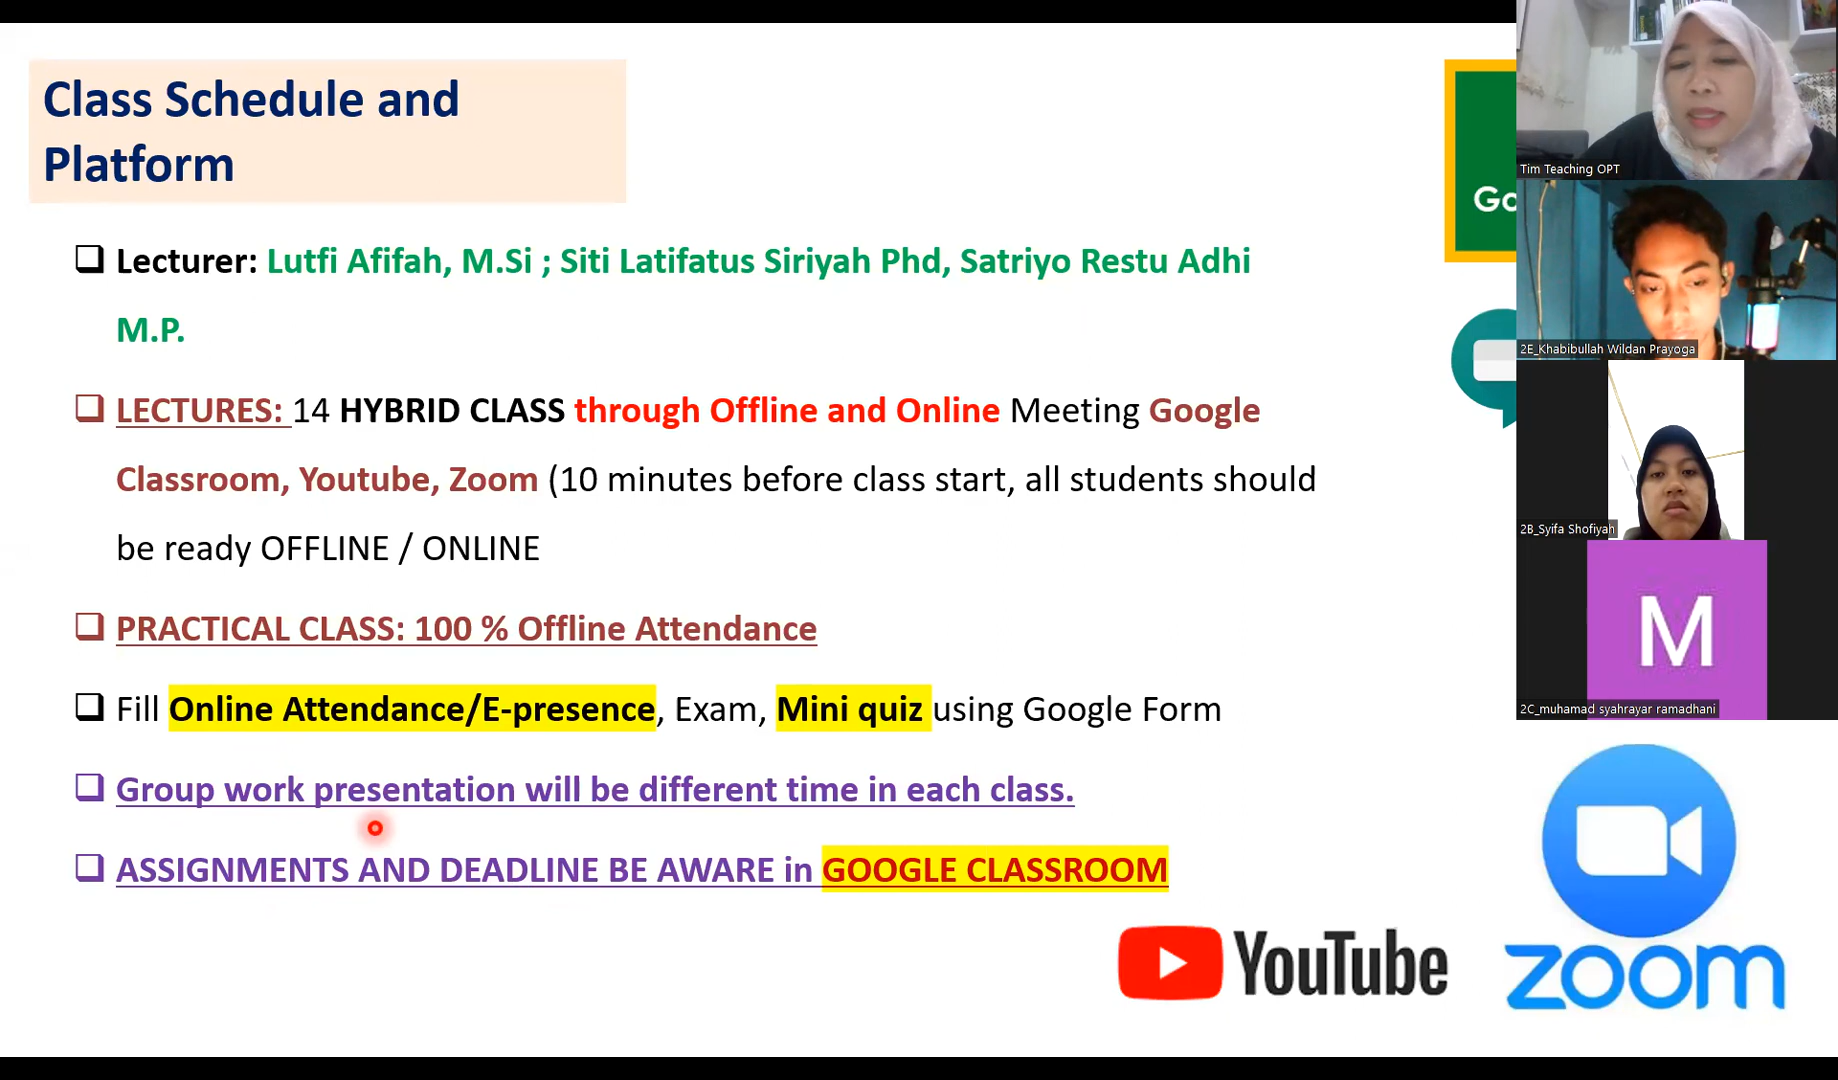 Class Schedule and
Platform
Lecturer: Lutfi Afifah, M.Si ; Siti Latifatus Siriyah Phd, Satriyo Restu Adhi
M.P.
LECTURES: 14 HYBRID CLASS through Offline and Online Meeting Google
Classroom, Youtube, Zoom (10 minutes before class start, all students should
be ready OFFLINE / ONLINE
PRACTICAL CLASS: 100 % Offline Attendance
Fill Online Attendance/E-presence, Exam, Mini quiz using Google Form
Group work presentation will be different time in each class.
ASSIGNMENTS AND DEADLINE BE AWARE in GOOGLE CLASSROOM
YouTube
zoom
Go
Tim Teaching OPT
2E_Khabibullah Wildan Prayoga
2B_Syifa Shofiyah
M
2C_muhamad syahrayar ramadhani